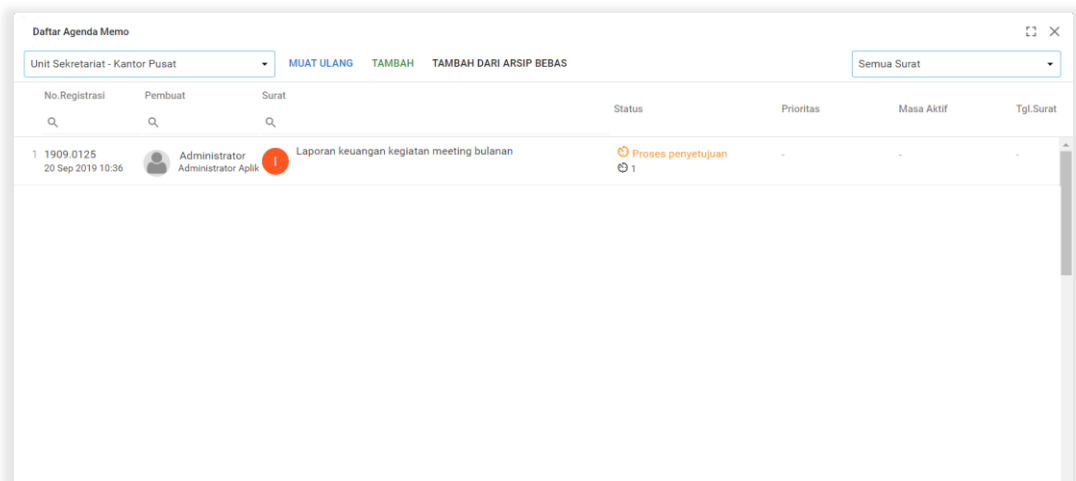 Daftar Agenda Memo
Unit Sekretariat - Kantor Pusat
MUAT ULANG
TAMBAH
TAMBAH DARI ARSIP BEBAS
Semua Surat
No.Registrasi
Pembuat
Surat
Status
Prioritas
Masa Aktif
Tgl.Surat
1
1909.0125
20 Sep 2019 10:36
Administrator
Administrator Aplik
I
Laporan keuangan kegiatan meeting bulanan
Proses penyetujuan
1
-
-
-